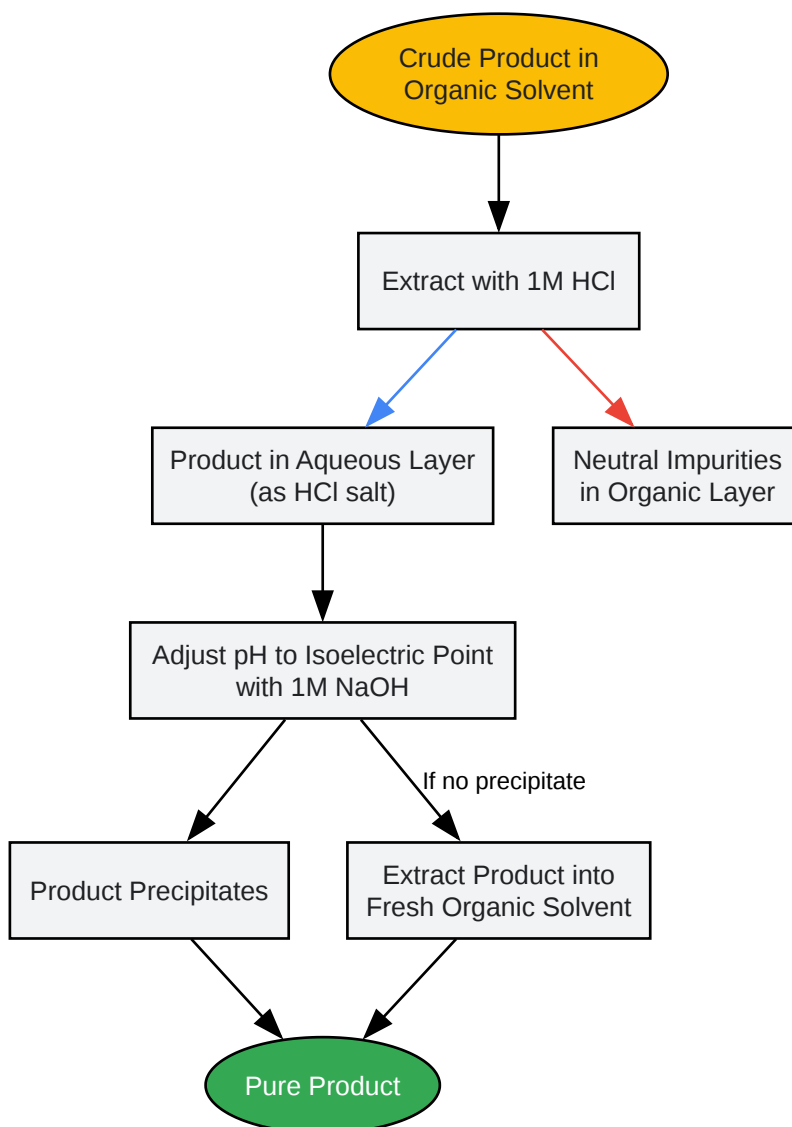 Crude Product in
Organic Solvent
Extract with 1M HCl
Product in Aqueous Layer
(as HCl salt)
Neutral Impurities
in Organic Layer
Adjust pH to Isoelectric Point
with 1M NaOH
If no precipitate
Product Precipitates
Extract Product into
Fresh Organic Solvent
Pure Product